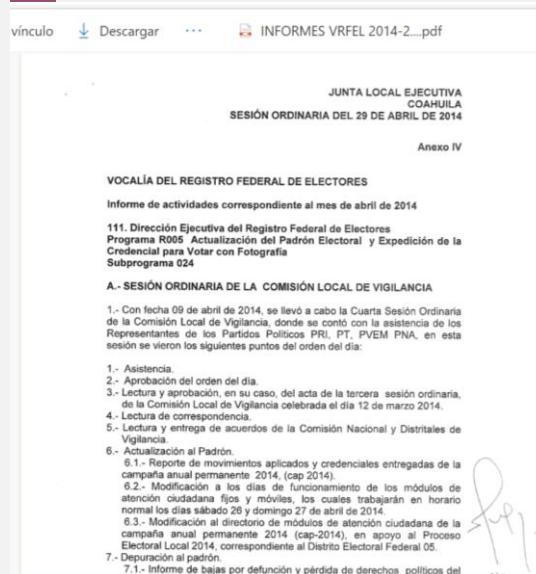 vínculo Descargar ... INFORMES VRFEL 2014-2....pdf
JUNTA LOCAL EJECUTIVA
COAHUILA
SESIÓN ORDINARIA DEL 29 DE ABRIL DE 2014
Anexo IV
VOCALÍA DEL REGISTRO FEDERAL DE ELECTORES
Informe de actividades correspondiente al mes de abril de 2014
111. Dirección Ejecutiva del Registro Federal de Electores
Programa R005 Actualización del Padrón Electoral y Expedición de la
Credencial para Votar con Fotografía
Subprograma 024
A.- SESIÓN ORDINARIA DE LA COMISIÓN LOCAL DE VIGILANCIA
1.- Con fecha 09 de abril de 2014, se llevó a cabo la Cuarta Sesión Ordinaria
de la Comisión Local de Vigilancia, donde se contó con la asistencia de los
Representantes de los Partidos Políticos PRI, PT, PVEM PNA, en esta
sesión se vieron los siguientes puntos del orden del día:
1.- Asistencia.
2.- Aprobación del orden del día.
3.- Lectura y aprobación, en su caso, del acta de la tercera sesión ordinaria,
de la Comisión Local de Vigilancia celebrada el día 12 de marzo 2014.
4.- Lectura de correspondencia.
5.- Lectura y entrega de acuerdos de la Comisión Nacional y Distritales de
Vigilancia.
6.- Actualización al Padrón.
6.1.- Reporte de movimientos aplicados y credenciales entregadas de la
campaña anual permanente 2014, (cap 2014).
6.2.- Modificación a los días de funcionamiento de los módulos de
atención ciudadana fijos y móviles, los cuales trabajarán en horario
normal los días sábado 26 y domingo 27 de abril de 2014.
6.3.- Modificación al directorio de módulos de atención ciudadana de la
campaña anual permanente 2014 (cap-2014), en apoyo al Proceso
Electoral Local 2014, correspondiente al Distrito Electoral Federal 05.
7.- Depuración al padrón.
7.1.- Informe de bajas por defunción y pérdida de derechos políticos del